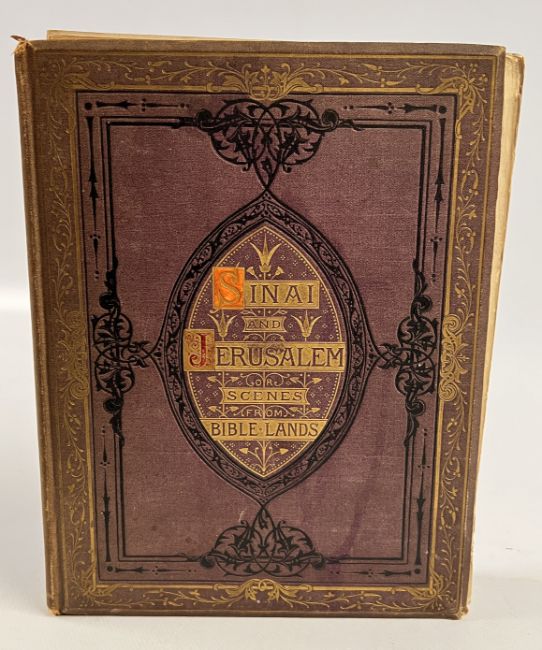 SINAI
AND
JERUSALEM
OR
SCENES
FROM
BIBLE·LANDS